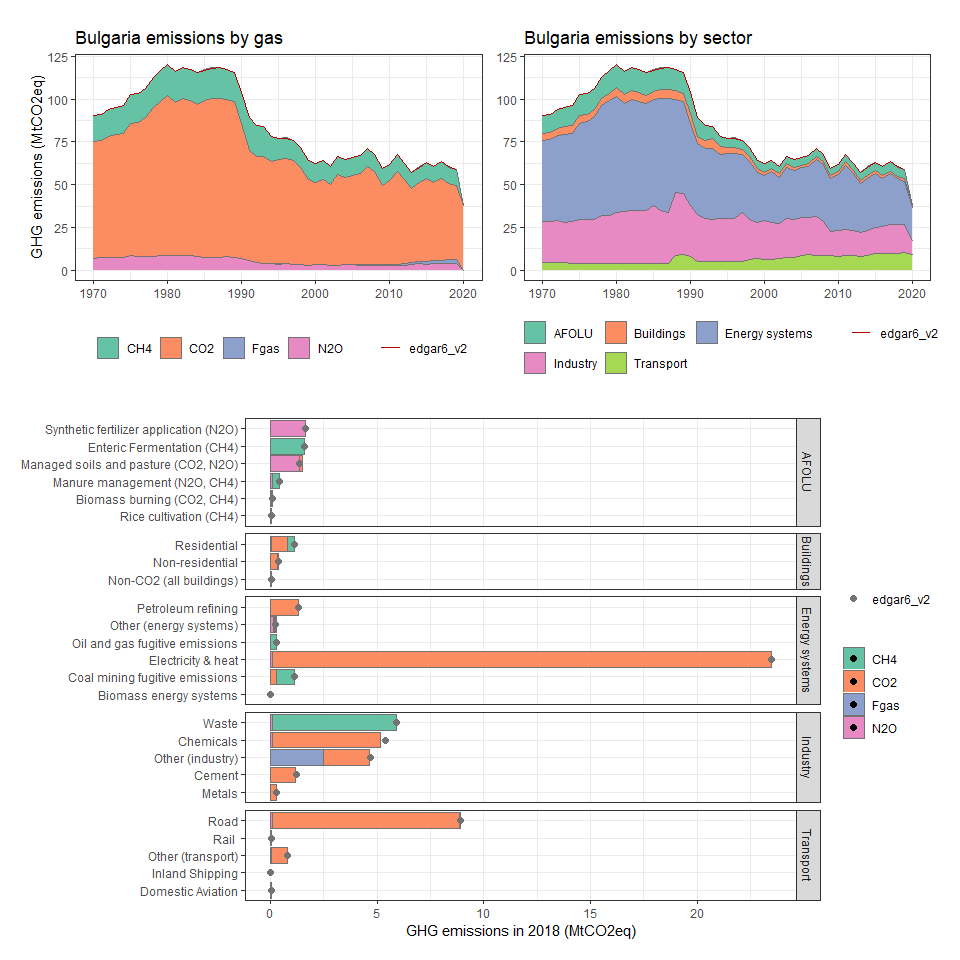 Bulgaria emissions by gas
GHG emissions (MtCO2eq)
125
100
75
50
25
0
1970
1980
1990
2000
2010
2020
CH4
CO2
Fgas
N2O
edgar6_v2
Bulgaria emissions by sector
125
100
75
50
25
0
1970
1980
1990
2000
2010
2020
AFOLU
Buildings
Energy systems
edgar6_v2
Industry
Transport
Synthetic fertilizer application (N2O)
Enteric Fermentation (CH4)
Managed soils and pasture (CO2, N2O)
Manure management (N2O, CH4)
Biomass burning (CO2, CH4)
Rice cultivation (CH4)
AFOLU
Residential
Non-residential
Non-CO2 (all buildings)
Buildings
Petroleum refining
Other (energy systems)
Oil and gas fugitive emissions
Electricity & heat
Coal mining fugitive emissions
Biomass energy systems
Energy systems
Waste
Chemicals
Other (industry)
Cement
Metals
Industry
Road
Rail
Other (transport)
Inland Shipping
Domestic Aviation
Transport
0
5
10
15
20
GHG emissions in 2018 (MtCO2eq)
edgar6_v2
CH4
CO2
Fgas
N2O